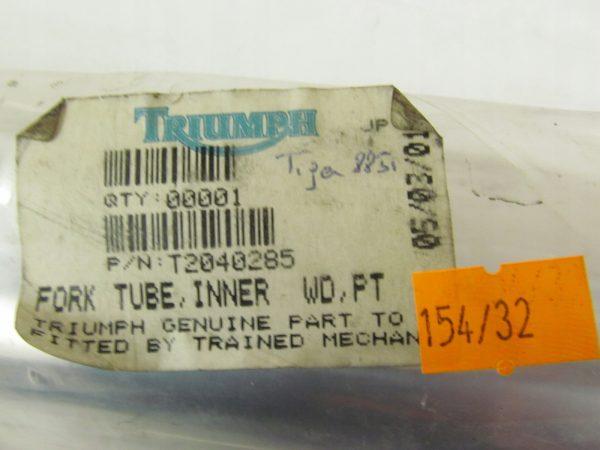 TRIUMPH
JP
Tiger 885i
QTY:00001
05/03/01
P/N:T2040285
FORK TUBE,INNER WD,PT
TRIUMPH GENUINE PART TO
FITTED BY TRAINED MECHAN
154/32